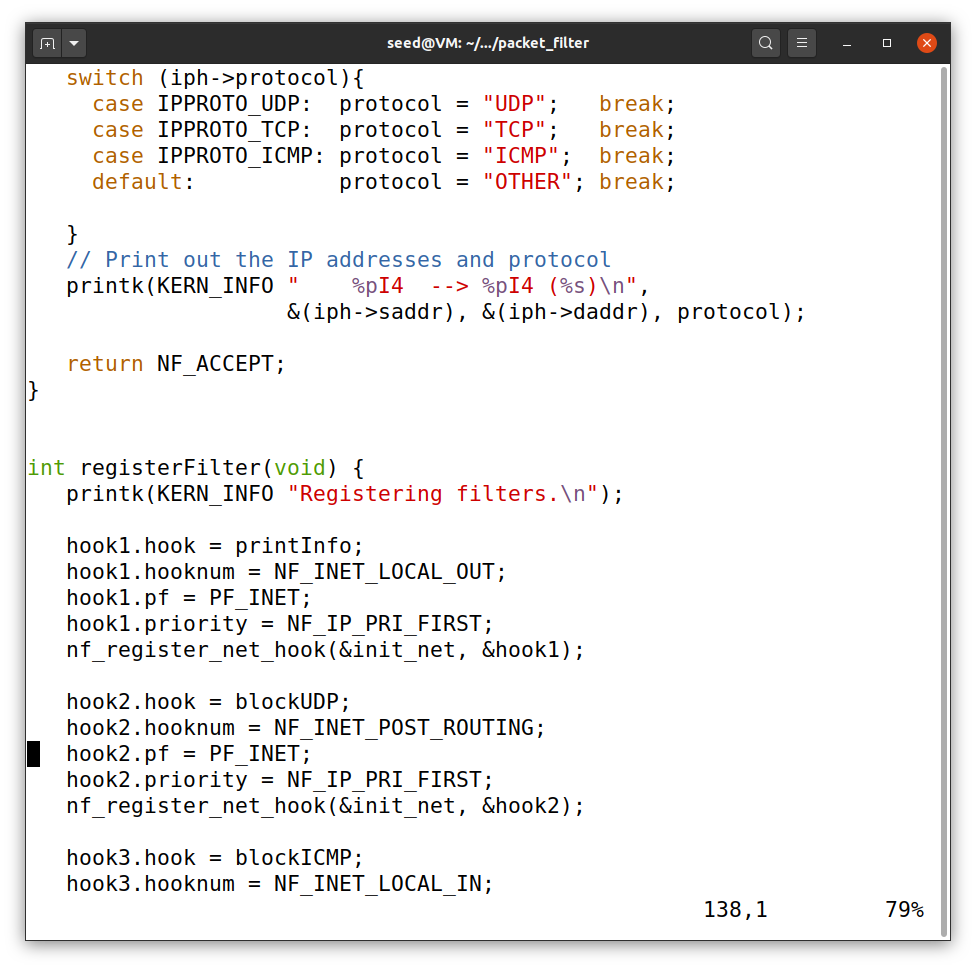 seed@VM: ~/.../packet_filter
   switch (iph->protocol){
     case IPPROTO_UDP:  protocol = "UDP";   break;
     case IPPROTO_TCP:  protocol = "TCP";   break;
     case IPPROTO_ICMP: protocol = "ICMP";  break;
     default:           protocol = "OTHER"; break;

   }
   // Print out the IP addresses and protocol
   printk(KERN_INFO "    %pI4  --> %pI4 (%s)\n",
                    &(iph->saddr), &(iph->daddr), protocol);

   return NF_ACCEPT;
}


int registerFilter(void) {
   printk(KERN_INFO "Registering filters.\n");

   hook1.hook = printInfo;
   hook1.hooknum = NF_INET_LOCAL_OUT;
   hook1.pf = PF_INET;
   hook1.priority = NF_IP_PRI_FIRST;
   nf_register_net_hook(&init_net, &hook1);

   hook2.hook = blockUDP;
   hook2.hooknum = NF_INET_POST_ROUTING;
   hook2.pf = PF_INET;
   hook2.priority = NF_IP_PRI_FIRST;
   nf_register_net_hook(&init_net, &hook2);

   hook3.hook = blockICMP;
   hook3.hooknum = NF_INET_LOCAL_IN;
138,1         79%